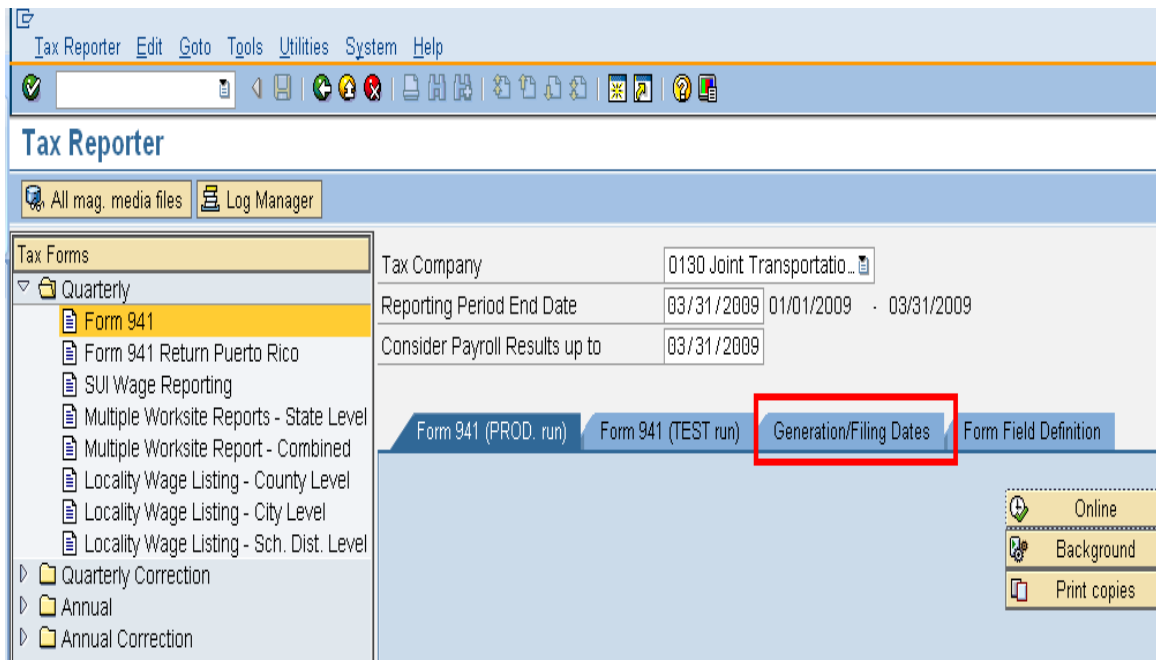 Tax Reporter Edit Goto Tools Utilities System Help
Tax Reporter
All mag. media files Log Manager
Tax Forms
Quarterly
Form 941
Form 941 Return Puerto Rico
SUI Wage Reporting
Multiple Worksite Reports - State Level
Multiple Worksite Report - Combined
Locality Wage Listing - County Level
Locality Wage Listing - City Level
Locality Wage Listing - Sch. Dist. Level
Quarterly Correction
Annual
Annual Correction
Tax Company 0130 Joint Transportatio...
Reporting Period End Date 03/31/2009 01/01/2009 - 03/31/2009
Consider Payroll Results up to 03/31/2009
Form 941 (PROD. run) Form 941 (TEST run) Generation/Filing Dates Form Field Definition
Online
Background
Print copies